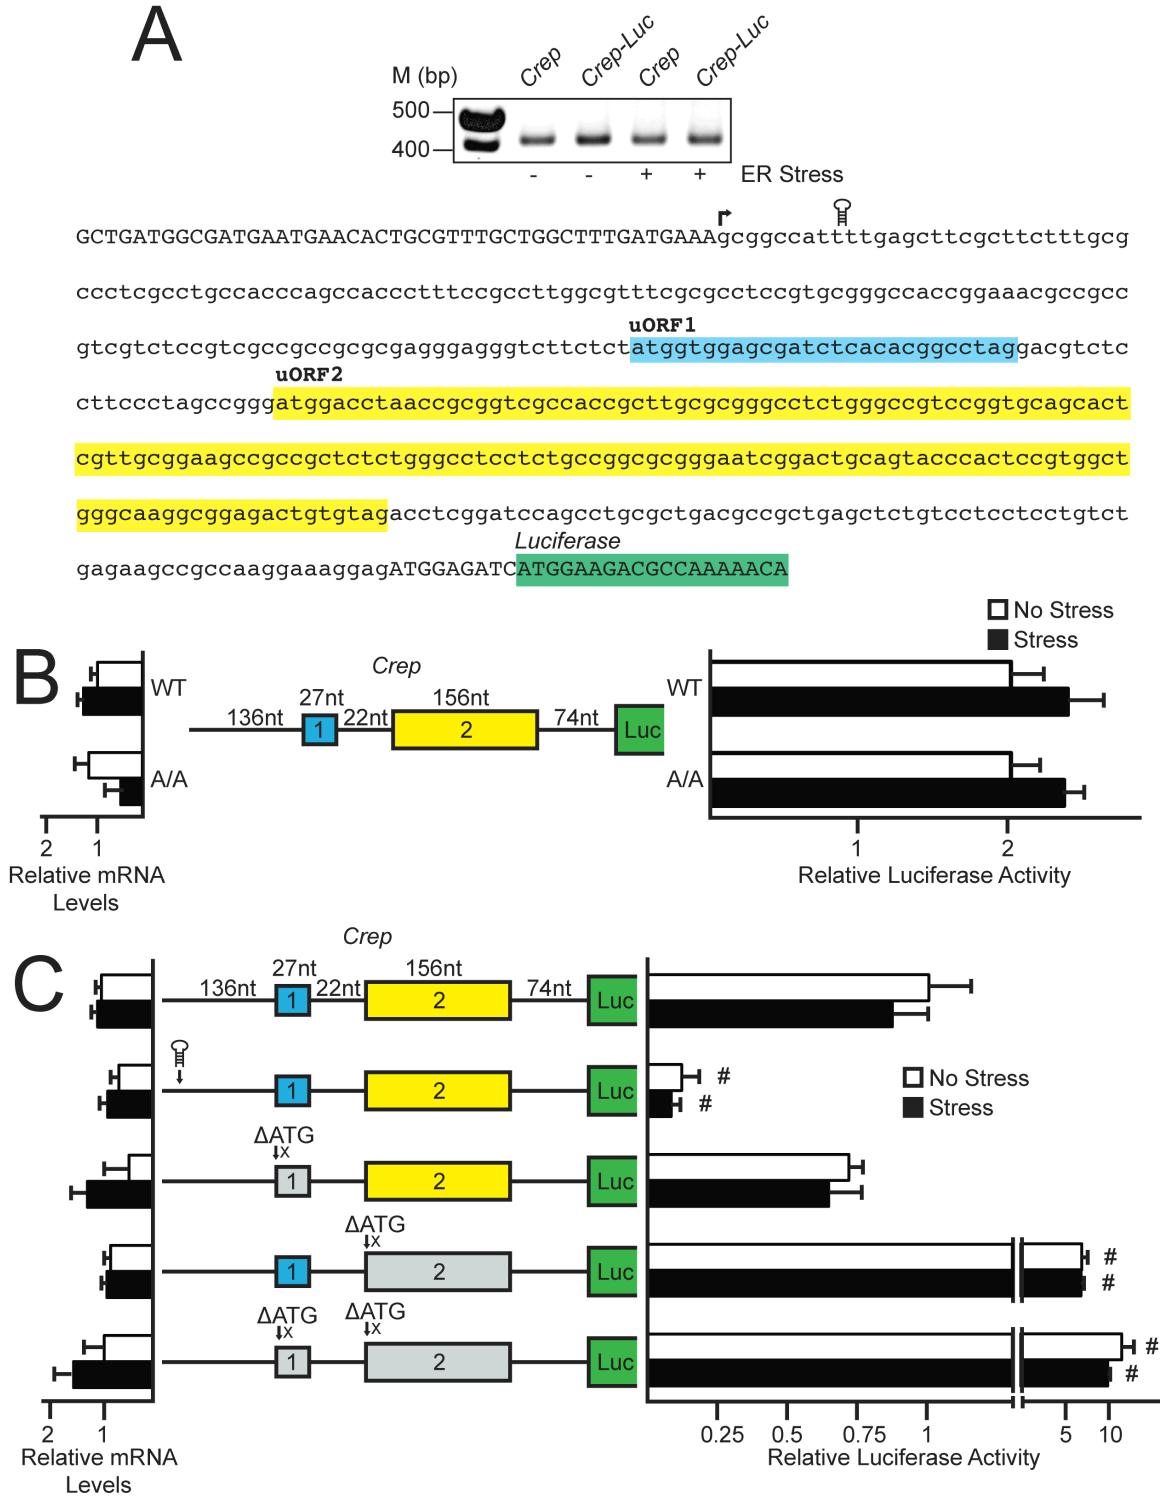 A
Crep Crep-Luc Crep Crep-Luc
M (bp)
500
400
- - + + ER Stress
GCTGATGGCGATGAATGAACACTGCGTTTGCTGGCTTTGATGAAAgcggccattttgagcttcgcttctttgcg
ccctcgcctgccacccagccaccctttccgccttggcgtttcgcgcctccgtgcgggccaccggaaacgccgcc
uORF1
gtcgtctccgtcgccgccgcgcgagggagggtcttctctatggtggagcgatctcacacggcctaggacgtctc
uORF2
cttccctagccgggatggacctaaccgcggtcgccaccgcttgcgcgggcctctgggccgtccggtgcagcact
cgttgcggaagccgccgctctctgggcctcctctgccggcgcgggaatcggactgcagtacccactccgtggct
gggcaaggcggagactgtgtagacctcggatccagcctgcgctgacgccgctgagctctgtcctcctcctgtct
Luciferase
gagaagccgccaaggaaaggagATGGAGATCATGGAAGACGCCAAAAACA
No Stress
Stress
B
Crep
WT 27nt 156nt WT
136nt 22nt 74nt
1 2 Luc
A/A A/A
2 1 1 2
Relative mRNA Levels
Relative Luciferase Activity
C
Crep
27nt 156nt
136nt 22nt 74nt
1 2 Luc
No Stress
Stress
1 2 Luc # #
ΔATG
x
1 2 Luc
ΔATG
x
1 2 Luc # #
ΔATG ΔATG
x x
1 2 Luc # #
2 1 0.25 0.5 0.75 1 5 10
Relative mRNA Levels
Relative Luciferase Activity